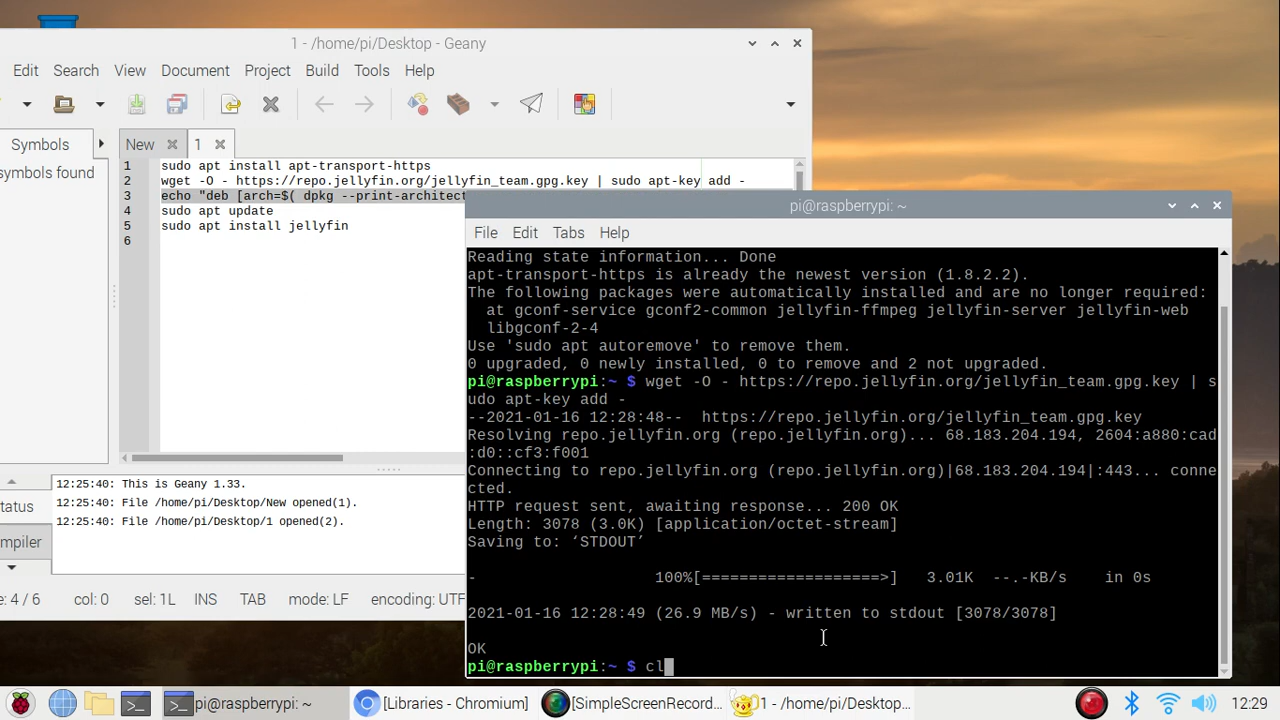 1 - /home/pi/Desktop - Geany
Edit Search View Document Project Build Tools Help
Symbols
New
1
symbols found
1 sudo apt install apt-transport-https
2 wget -O - https://repo.jellyfin.org/jellyfin_team.gpg.key | sudo apt-key add -
3 echo "deb [arch=$( dpkg --print-architect
4 sudo apt update
5 sudo apt install jellyfin
6
tatus
mpiler
12:25:40: This is Geany 1.33.
12:25:40: File /home/pi/Desktop/New opened(1).
12:25:40: File /home/pi/Desktop/1 opened(2).
e: 4 / 6 col: 0 sel: 1L INS TAB mode: LF encoding: UTF
pi@raspberrypi: ~
File Edit Tabs Help
Reading state information... Done
apt-transport-https is already the newest version (1.8.2.2).
The following packages were automatically installed and are no longer required:
at gconf-service gconf2-common jellyfin-ffmpeg jellyfin-server jellyfin-web
libgconf-2-4
Use 'sudo apt autoremove' to remove them.
0 upgraded, 0 newly installed, 0 to remove and 2 not upgraded.
pi@raspberrypi:~ $ wget -O - https://repo.jellyfin.org/jellyfin_team.gpg.key | s
udo apt-key add -
--2021-01-16 12:28:48-- https://repo.jellyfin.org/jellyfin_team.gpg.key
Resolving repo.jellyfin.org (repo.jellyfin.org)... 68.183.204.194, 2604:a880:cad
:d0::cf3:f001
Connecting to repo.jellyfin.org (repo.jellyfin.org)|68.183.204.194|:443... conne
cted.
HTTP request sent, awaiting response... 200 OK
Length: 3078 (3.0K) [application/octet-stream]
Saving to: ‘STDOUT’
- 100%[===================>] 3.01K --.-KB/s in 0s
2021-01-16 12:28:49 (26.9 MB/s) - written to stdout [3078/3078]
OK
pi@raspberrypi:~ $ cl
pi@raspberrypi: ~ [Libraries - Chromium] [SimpleScreenRecord... 1 - /home/pi/Desktop... 12:29